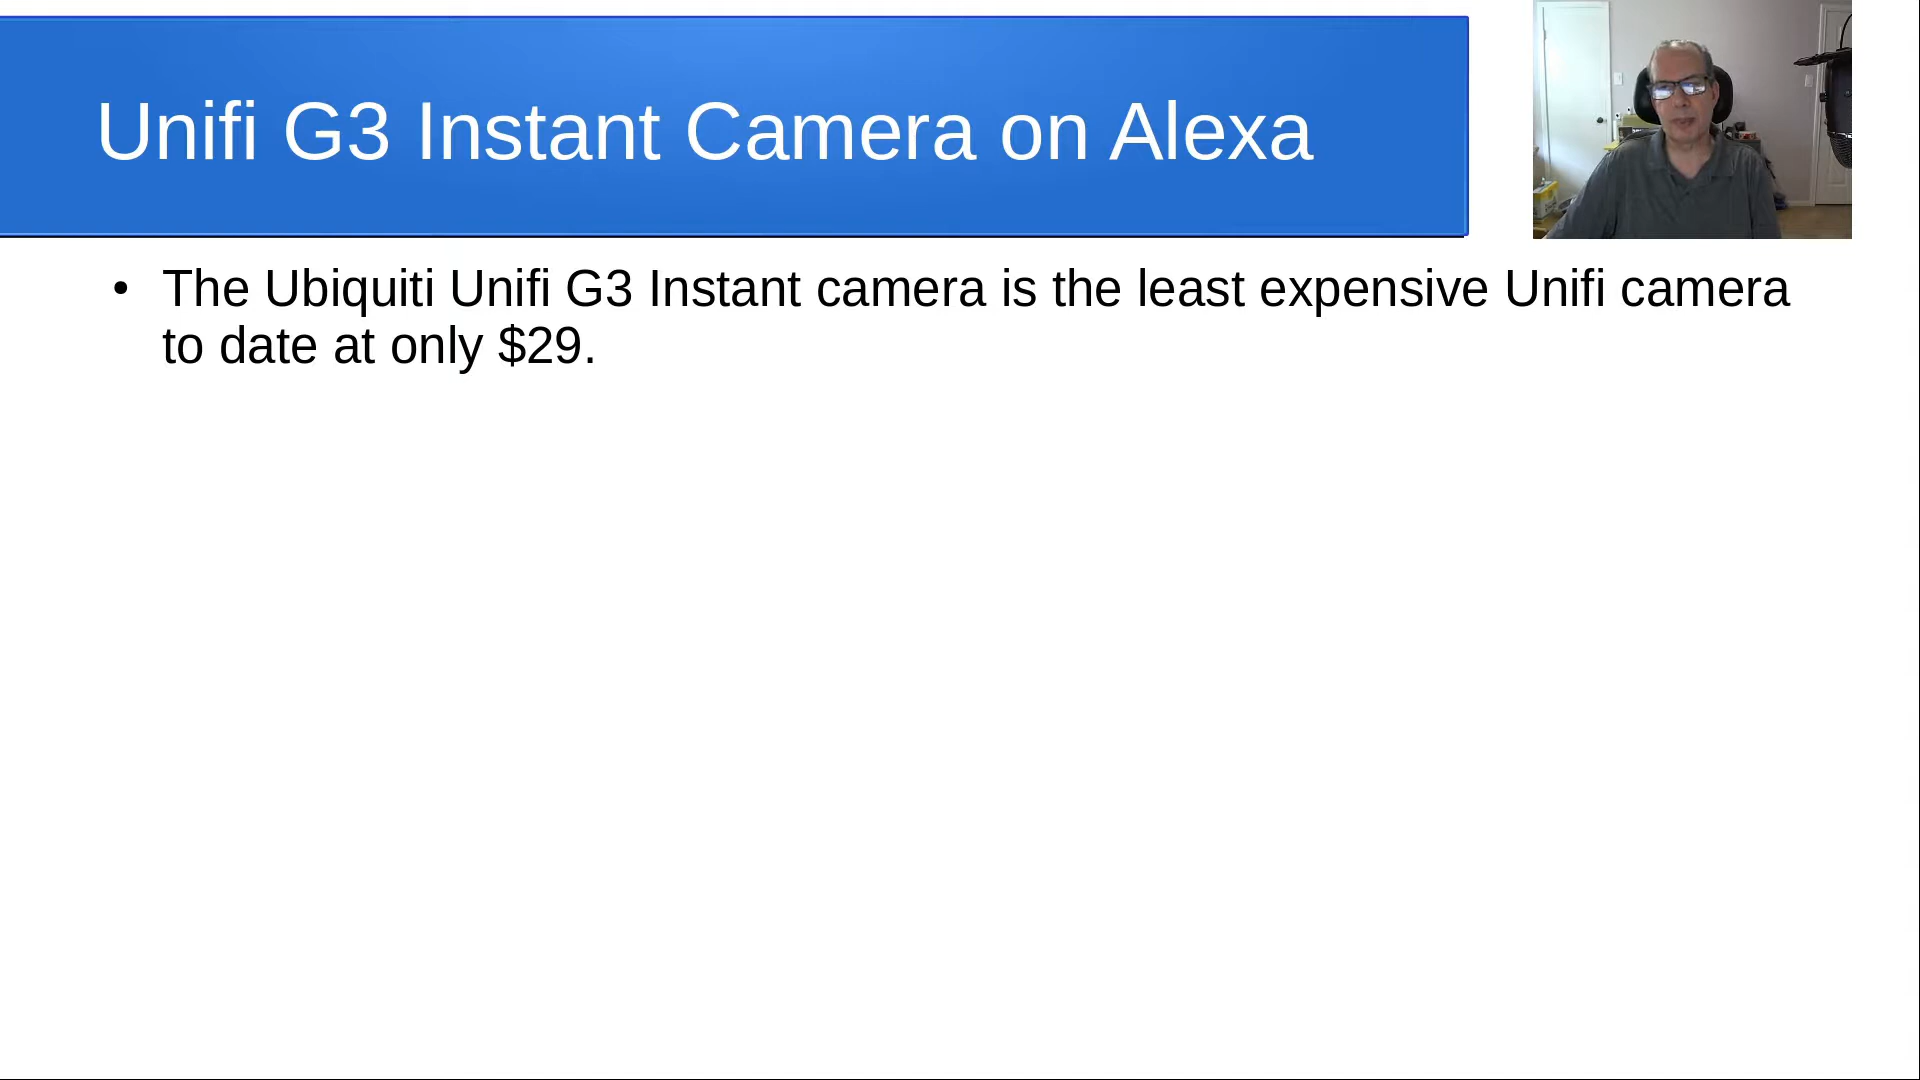 Unifi G3 Instant Camera on Alexa
• The Ubiquiti Unifi G3 Instant camera is the least expensive Unifi camera
to date at only $29.